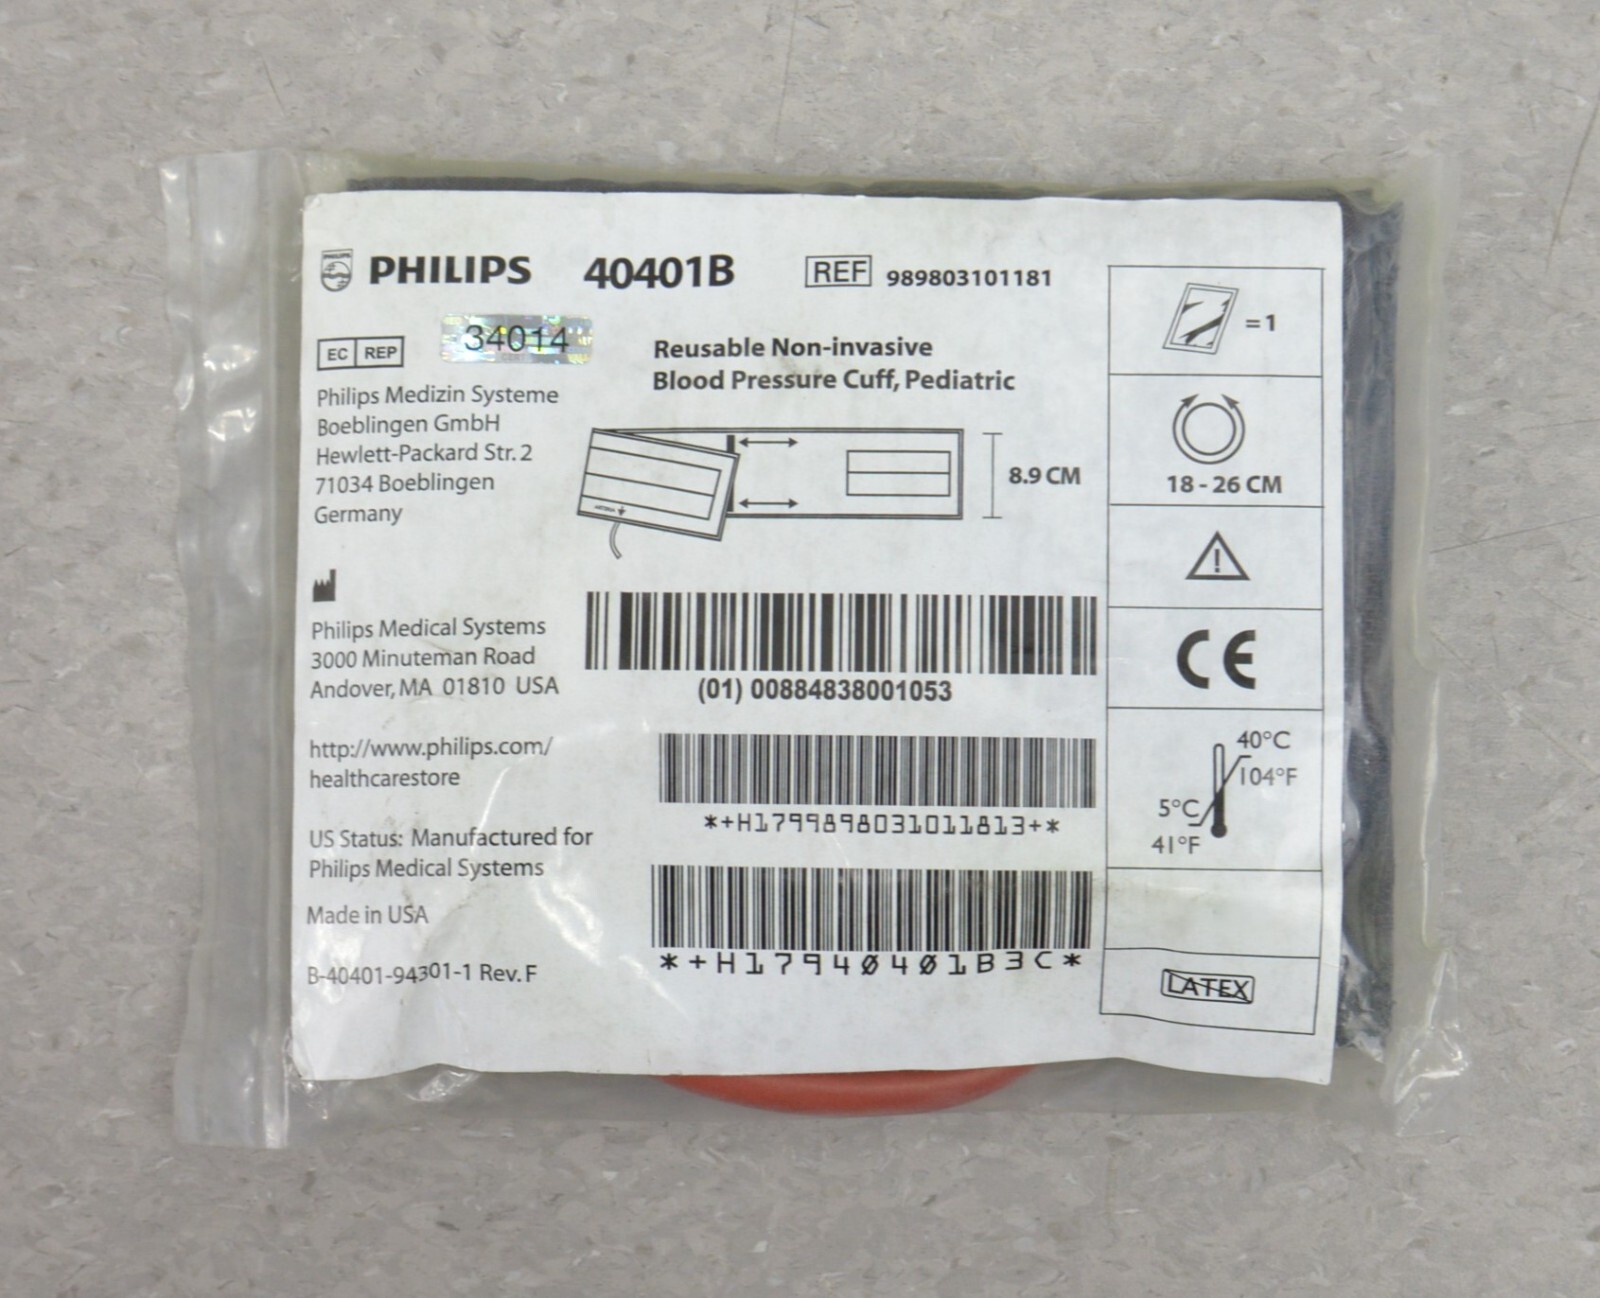 PHILIPS 40401B REF 989803101181
EC REP
34014
Philips Medizin Systeme
Boeblingen GmbH
Hewlett-Packard Str. 2
71034 Boeblingen
Germany
Reusable Non-invasive
Blood Pressure Cuff, Pediatric
8.9 CM
Philips Medical Systems
3000 Minuteman Road
Andover, MA 01810 USA
http://www.philips.com/
healthcarestore
US Status: Manufactured for
Philips Medical Systems
Made in USA
B-40401-94301-1 Rev. F
(01) 00884838001053
*+H1799898031011813+*
*+H17940401B3C*
=1
18 - 26 CM
CE
40°C
104°F
5°C
41°F
LATEX